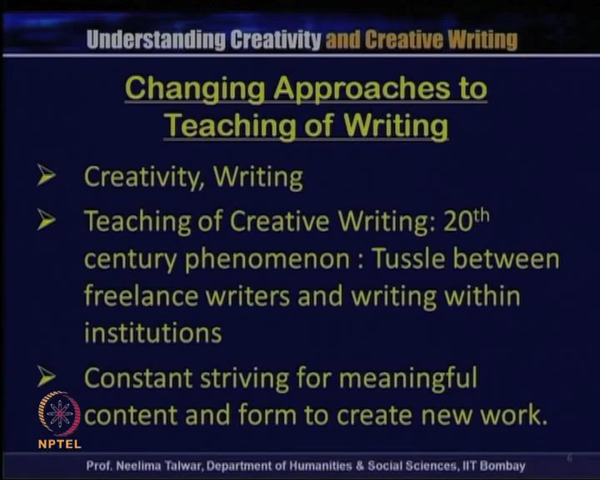 Understanding Creativity and Creative Writing
Changing Approaches to
Teaching of Writing
Creativity, Writing
Teaching of Creative Writing: 20th
century phenomenon : Tussle between
freelance writers and writing within
institutions
Constant striving for meaningful
content and form to create new work.
NPTEL
6
Prof. Neelima Talwar, Department of Humanities & Social Sciences, IIT Bombay